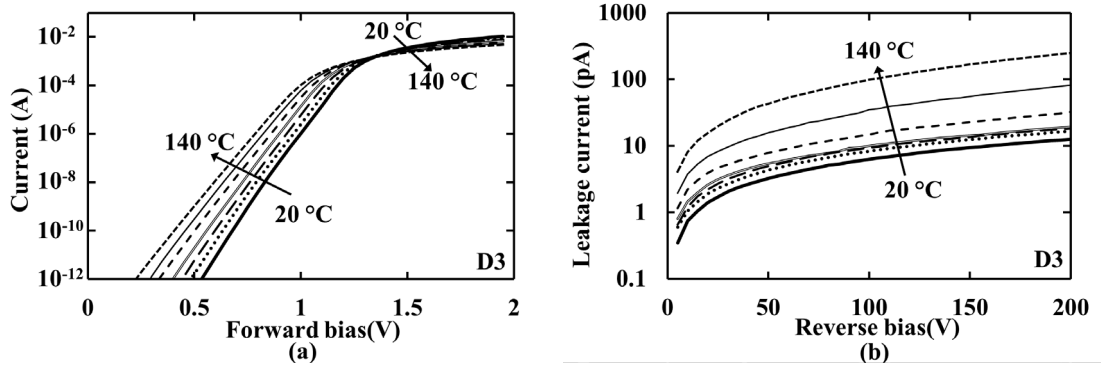 Current (A)
10⁻²
10⁻⁴
10⁻⁶
10⁻⁸
10⁻¹⁰
10⁻¹²
20 °C
140 °C
140 °C
20 °C
D3
0
0.5
1
1.5
2
Forward bias(V)
(a)
Leakage current (pA)
1000
100
10
1
0.1
140 °C
20 °C
D3
0
50
100
150
200
Reverse bias(V)
(b)